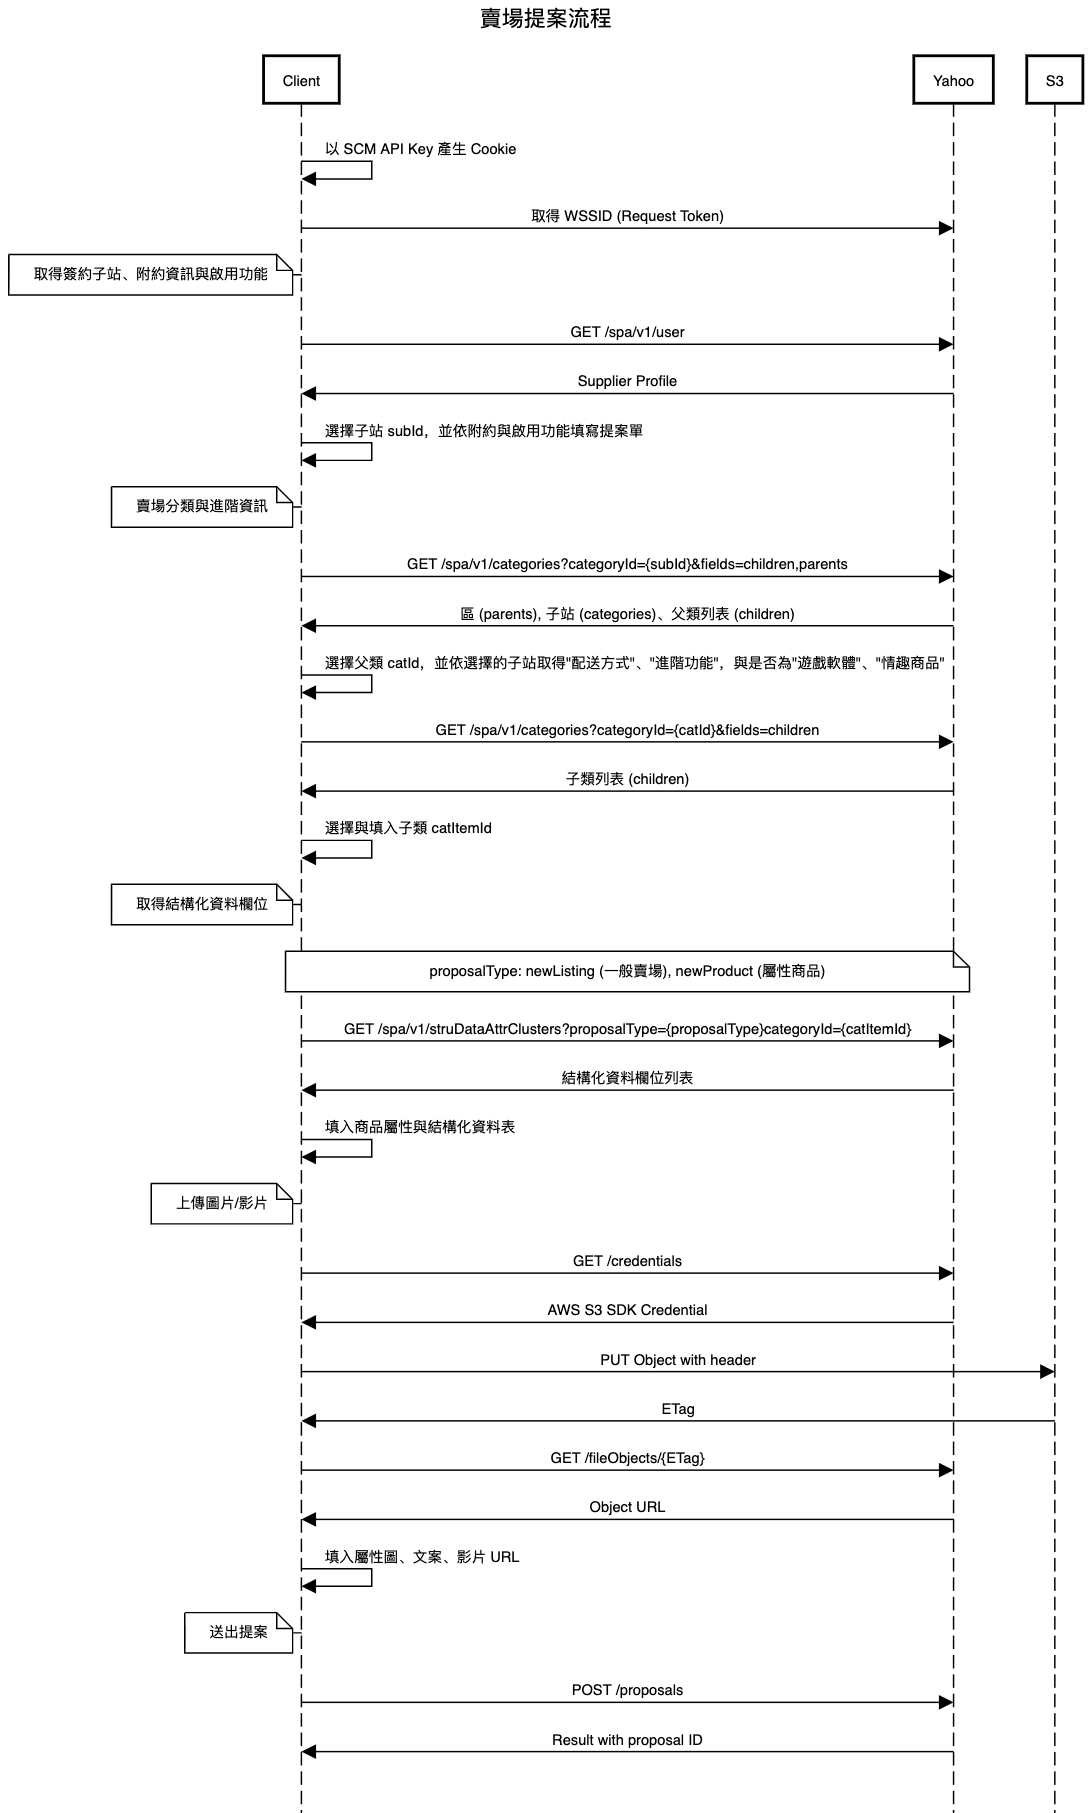 賣場提案流程
Client
Yahoo
S3
以 SCM API Key 產生 Cookie
取得 WSSID (Request Token)
取得簽約子站、附約資訊與啟用功能
GET /spa/v1/user
Supplier Profile
選擇子站 subId，並依附約與啟用功能填寫提案單
賣場分類與進階資訊
GET /spa/v1/categories?categoryId={subId}&fields=children,parents
區 (parents), 子站 (categories)、父類列表 (children)
選擇父類 catId，並依選擇的子站取得"配送方式"、"進階功能"，與是否為"遊戲軟體"、"情趣商品"
GET /spa/v1/categories?categoryId={catId}&fields=children
子類列表 (children)
選擇與填入子類 catItemId
取得結構化資料欄位
proposalType: newListing (一般賣場), newProduct (屬性商品)
GET /spa/v1/struDataAttrClusters?proposalType={proposalType}categoryId={catItemId}
結構化資料欄位列表
填入商品屬性與結構化資料表
上傳圖片/影片
GET /credentials
AWS S3 SDK Credential
PUT Object with header
ETag
GET /fileObjects/{ETag}
Object URL
填入屬性圖、文案、影片 URL
送出提案
POST /proposals
Result with proposal ID